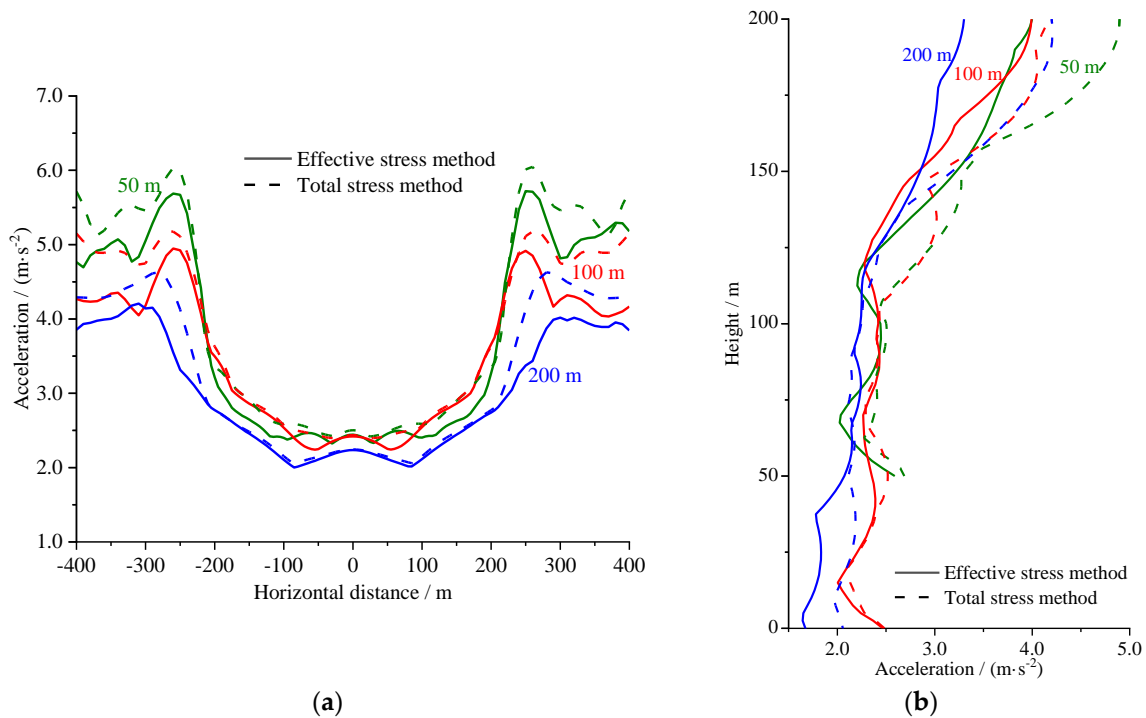 7.0
6.0
5.0
4.0
3.0
2.0
1.0
-400
-300
-200
-100
0
100
200
300
400
Acceleration / (m·s⁻²)
Horizontal distance / m
Effective stress method
Total stress method
50 m
100 m
200 m
(a)
200
150
100
50
0
2.0
3.0
4.0
5.0
Height / m
Acceleration / (m·s⁻²)
200 m
100 m
50 m
Effective stress method
Total stress method
(b)